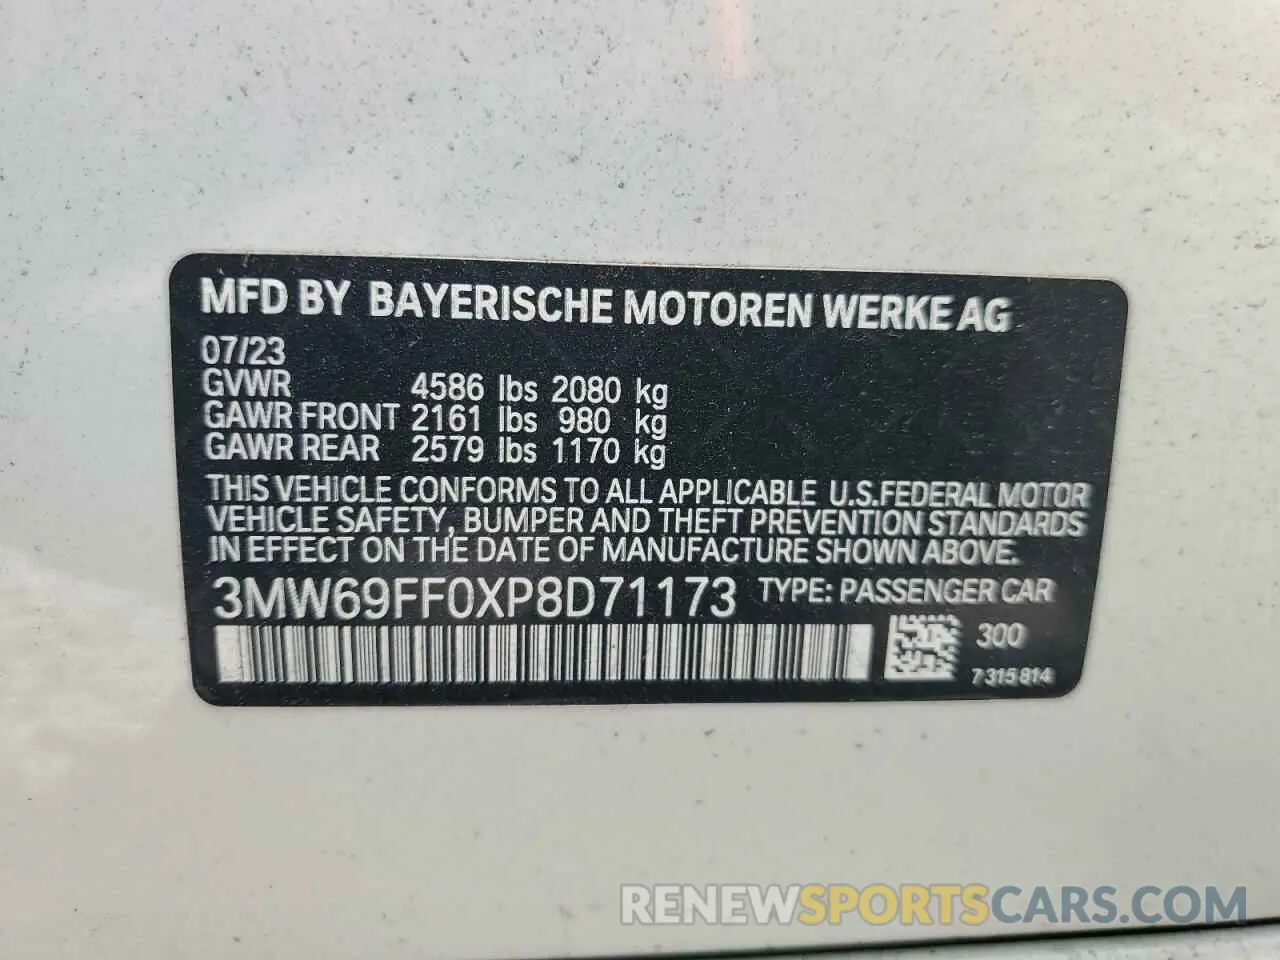 MFD BY BAYERISCHE MOTOREN WERKE AG
07/23
GVWR 4586 lbs 2080 kg
GAWR FRONT 2161 lbs 980 kg
GAWR REAR 2579 lbs 1170 kg
THIS VEHICLE CONFORMS TO ALL APPLICABLE U.S.FEDERAL MOTOR
VEHICLE SAFETY, BUMPER AND THEFT PREVENTION STANDARDS
IN EFFECT ON THE DATE OF MANUFACTURE SHOWN ABOVE.
3MW69FF0XP8D71173 TYPE: PASSENGER CAR
300
7 315 814
RENEWSPORTSCARS.COM